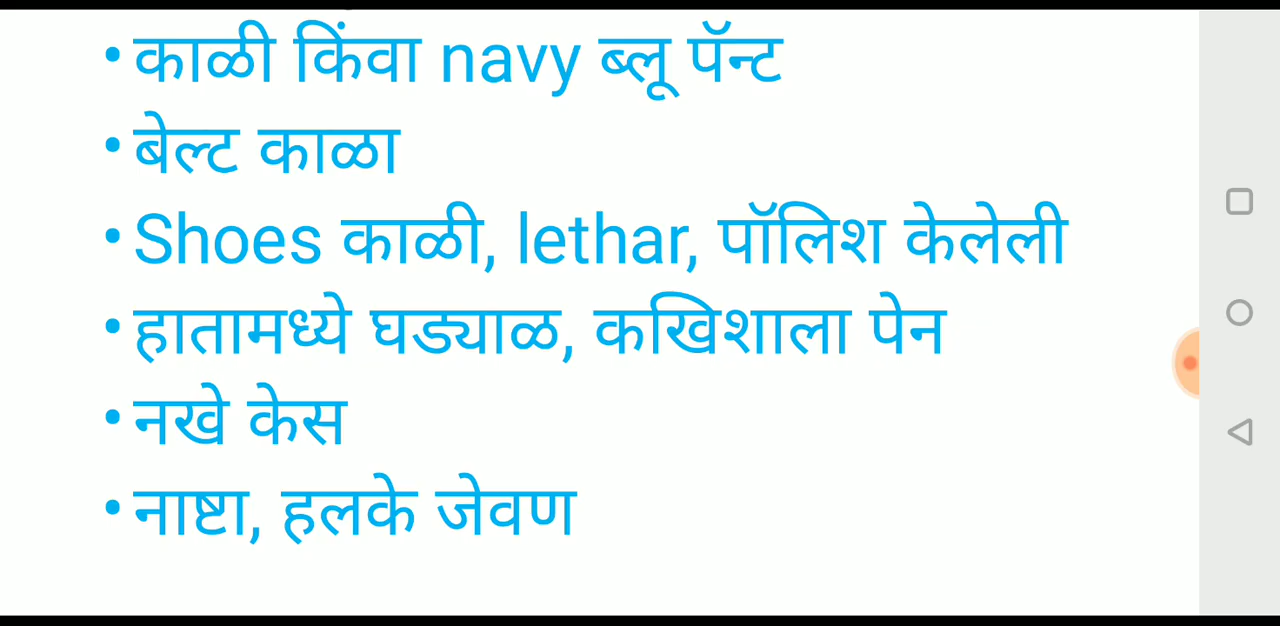 • काळी किंवा navy ब्लू पॅन्ट
• बेल्ट काळा
• Shoes काळी, lethar, पॉलिश केलेली
• हातामध्ये घड्याळ, कखिशाला पेन
• नखे केस
• नाष्टा, हलके जेवण